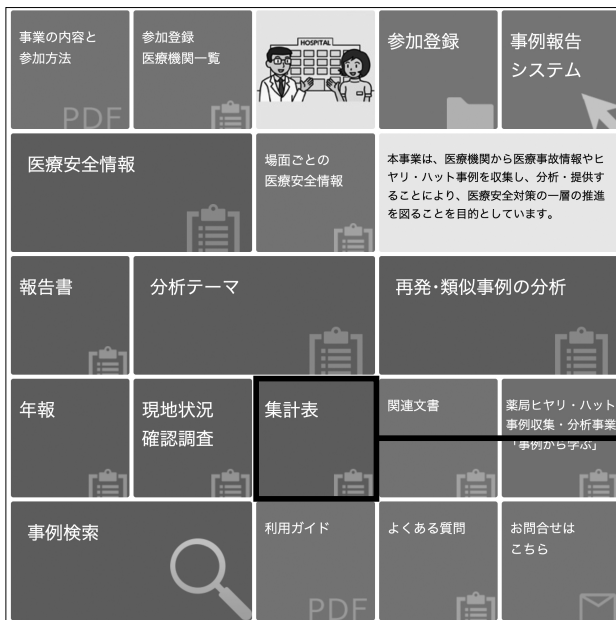 事業の内容と
参加方法
PDF
参加登録
医療機関一覧
HOSPITAL
参加登録
事例報告
システム
医療安全情報
場面ごとの
医療安全情報
本事業は、医療機関から医療事故情報やヒ
ヤリ・ハット事例を収集し、分析・提供す
ることにより、医療安全対策の一層の推進
を図ることを目的としています。
報告書
分析テーマ
再発・類似事例の分析
年報
現地状況
確認調査
集計表
関連文書
薬局ヒヤリ・ハット
事例収集・分析事業
「事例から学ぶ」
事例検索
利用ガイド
PDF
よくある質問
お問合せは
こちら